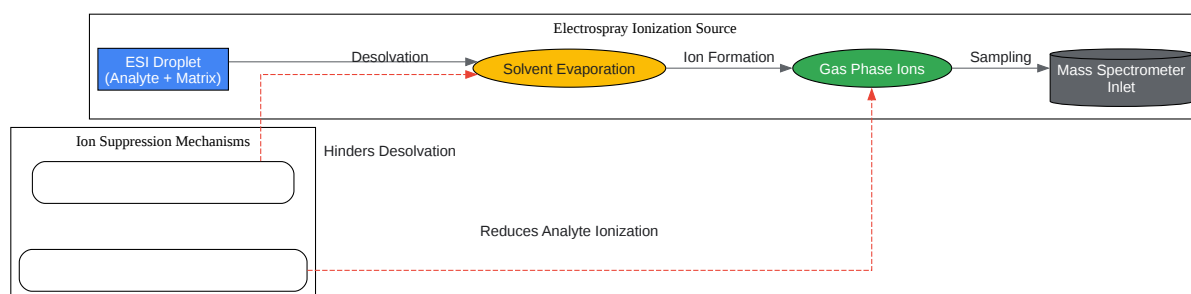 Electrospray Ionization Source
ESI Droplet
(Analyte + Matrix)
Desolvation
Solvent Evaporation
Ion Formation
Gas Phase Ions
Sampling
Mass Spectrometer
Inlet
Ion Suppression Mechanisms
Hinders Desolvation
Reduces Analyte Ionization